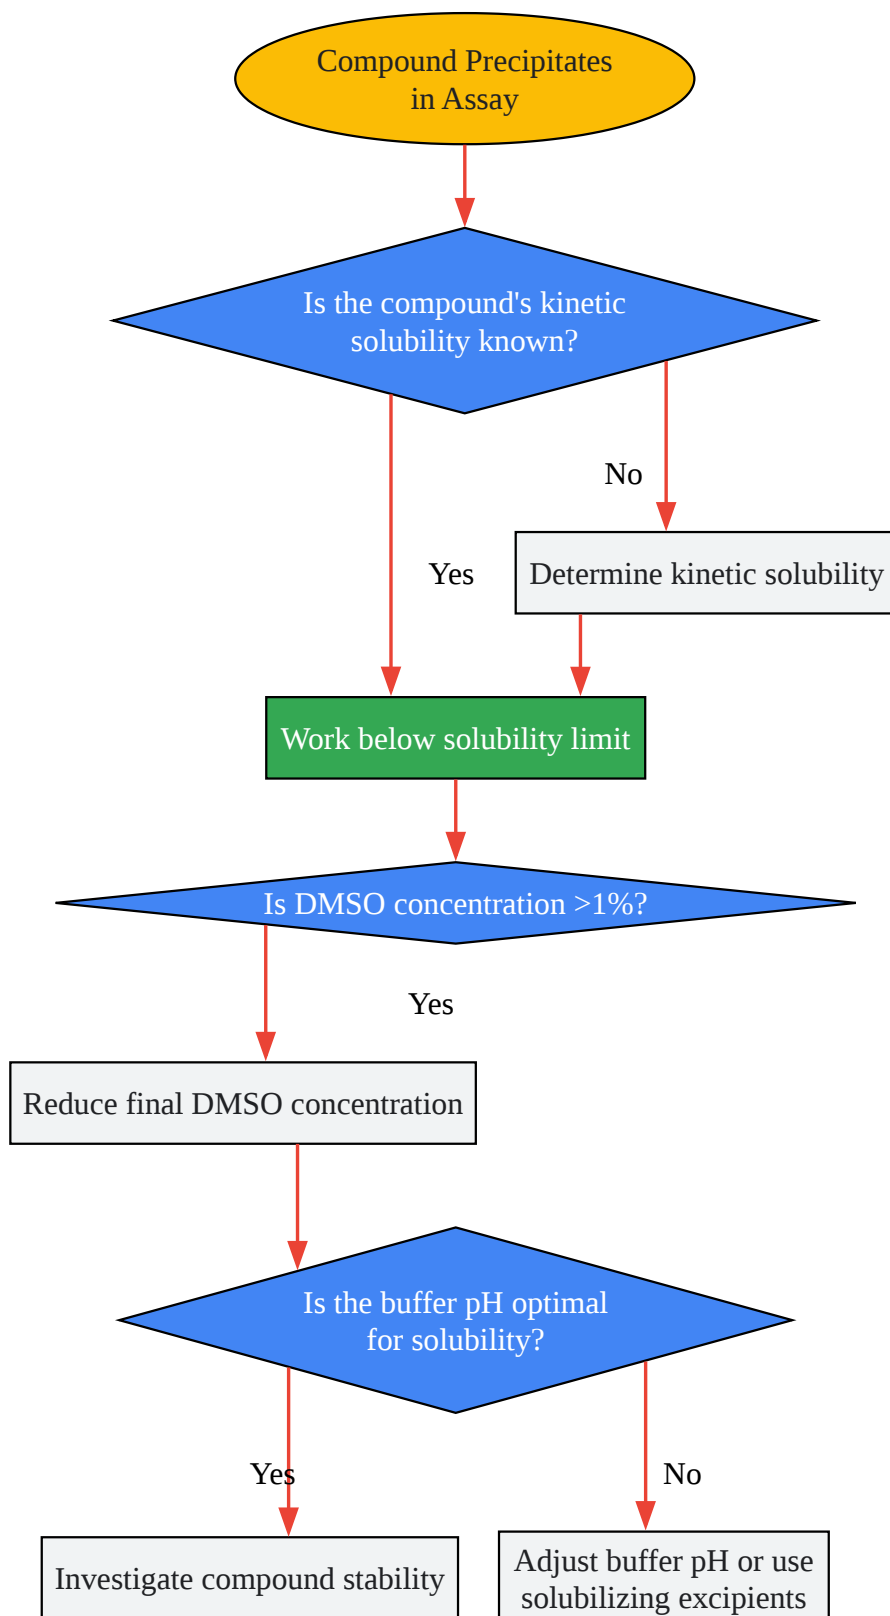 Compound Precipitates
in Assay
Is the compound's kinetic
solubility known?
No
Yes
Determine kinetic solubility
Work below solubility limit
Is DMSO concentration >1%?
Yes
Reduce final DMSO concentration
Is the buffer pH optimal
for solubility?
Yes
No
Investigate compound stability
Adjust buffer pH or use
solubilizing excipients